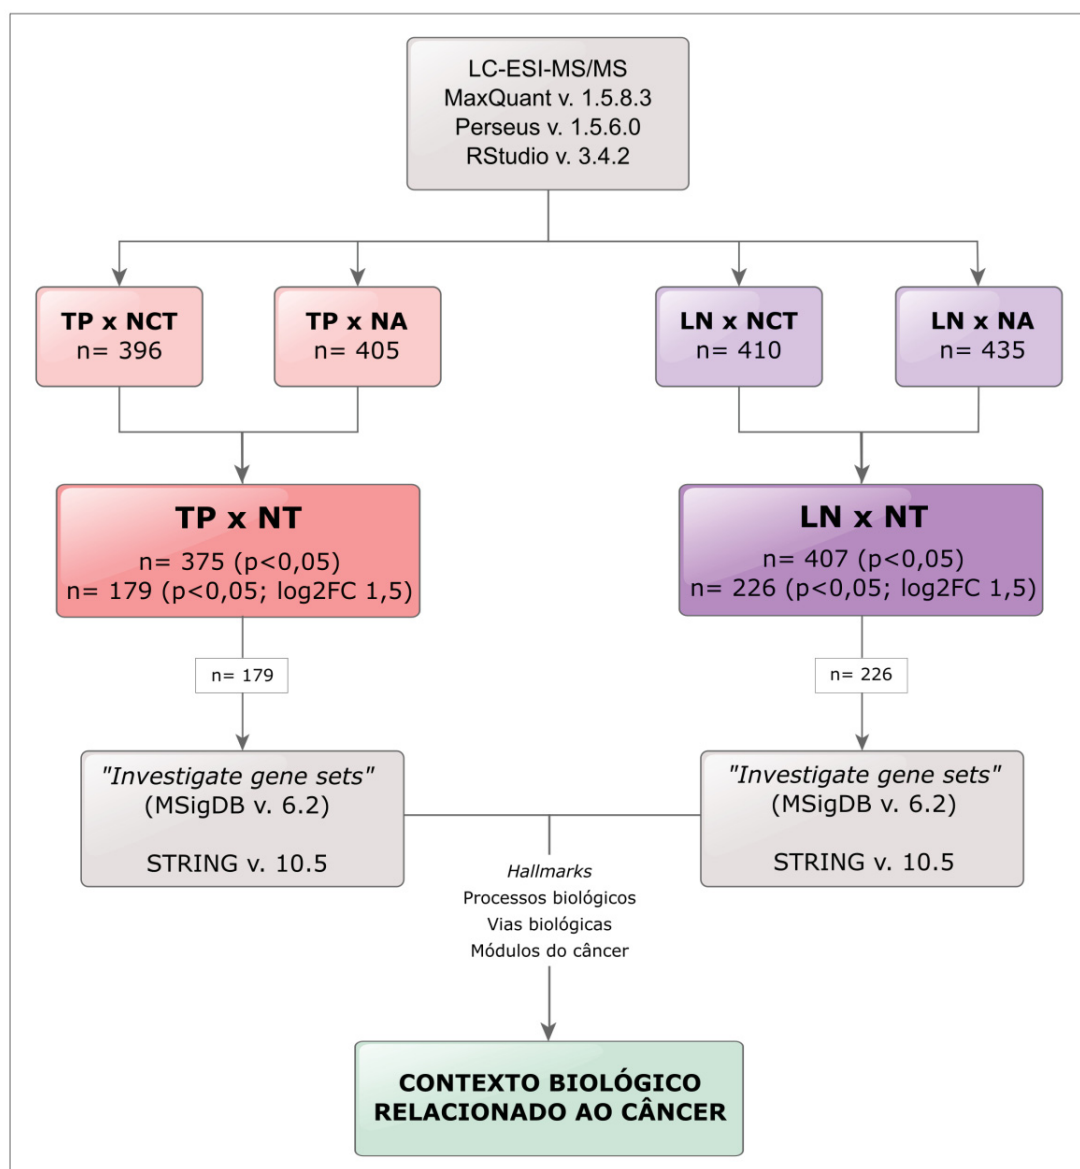 LC-ESI-MS/MS
MaxQuant v. 1.5.8.3
Perseus v. 1.5.6.0
RStudio v. 3.4.2
TP x NCT
n= 396
TP x NA
n= 405
LN x NCT
n= 410
LN x NA
n= 435
TP x NT
n= 375 (p<0,05)
n= 179 (p<0,05; log2FC 1,5)
LN x NT
n= 407 (p<0,05)
n= 226 (p<0,05; log2FC 1,5)
n= 179
n= 226
"Investigate gene sets"
(MSigDB v. 6.2)
STRING v. 10.5
"Investigate gene sets"
(MSigDB v. 6.2)
STRING v. 10.5
Hallmarks
Processos biológicos
Vias biológicas
Módulos do câncer
CONTEXTO BIOLÓGICO
RELACIONADO AO CÂNCER